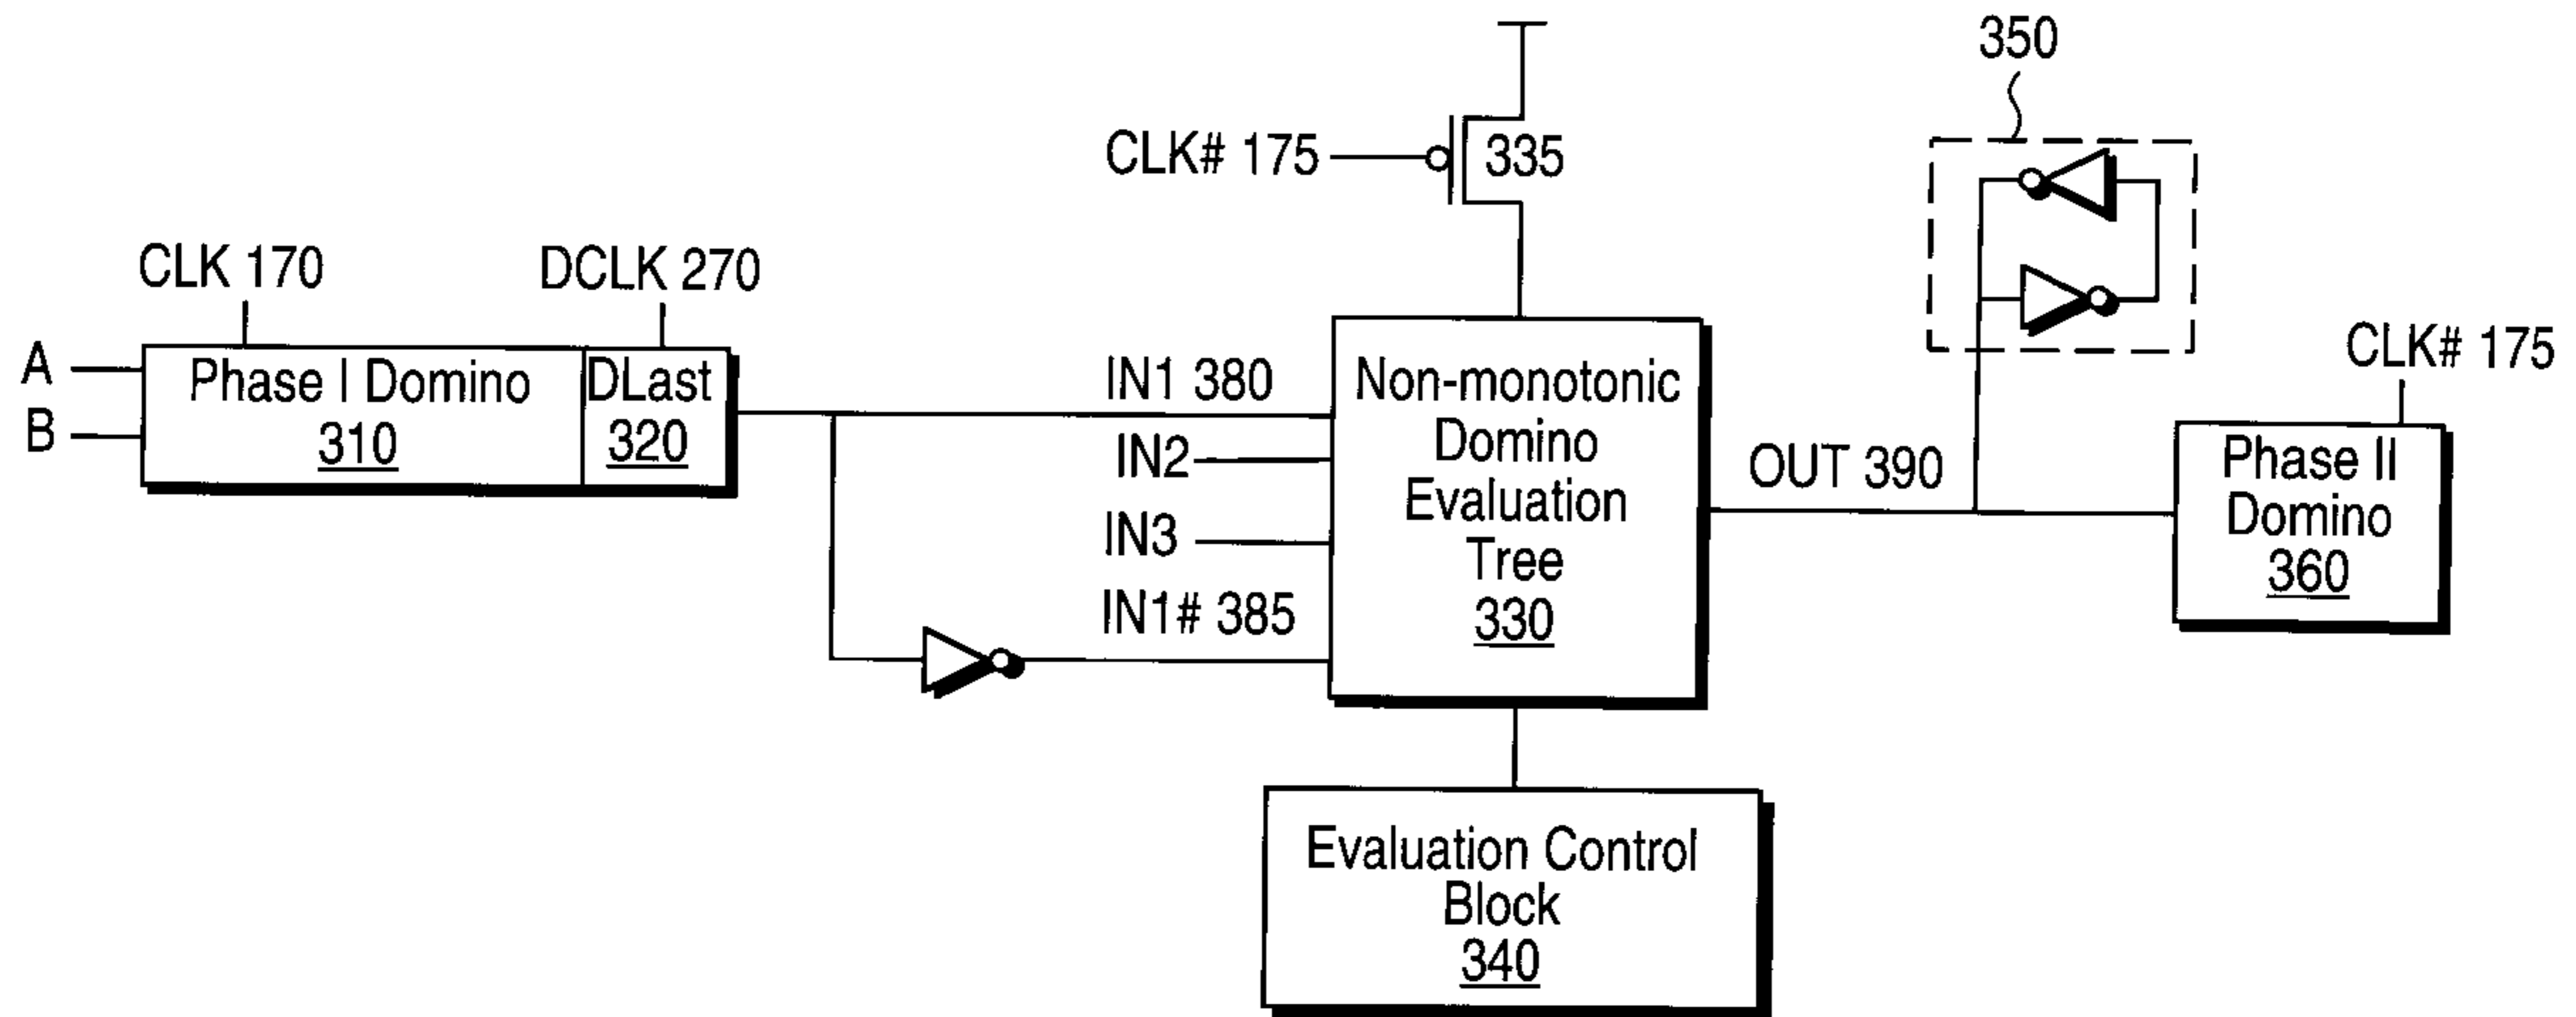 350
CLK# 175
335
CLK 170
DCLK 270
CLK# 175
A
B
Phase I Domino
310
DLast
320
IN1 380
IN2
IN3
IN1# 385
Non-monotonic
Domino
Evaluation
Tree
330
OUT 390
Phase II
Domino
360
Evaluation Control
Block
340